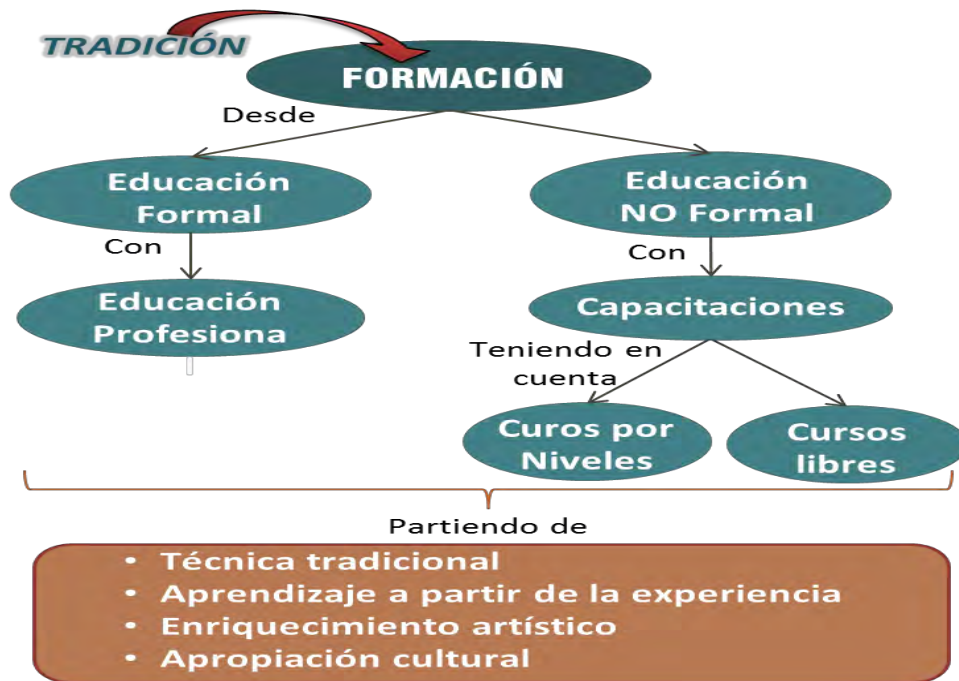 TRADICIÓN
FORMACIÓN
Desde
Educación
Formal
Educación
NO Formal
Con
Con
Educación
Profesiona
Capacitaciones
Teniendo en
cuenta
Curos por
Niveles
Cursos
libres
Partiendo de
• Técnica tradicional
• Aprendizaje a partir de la experiencia
• Enriquecimiento artístico
• Apropiación cultural